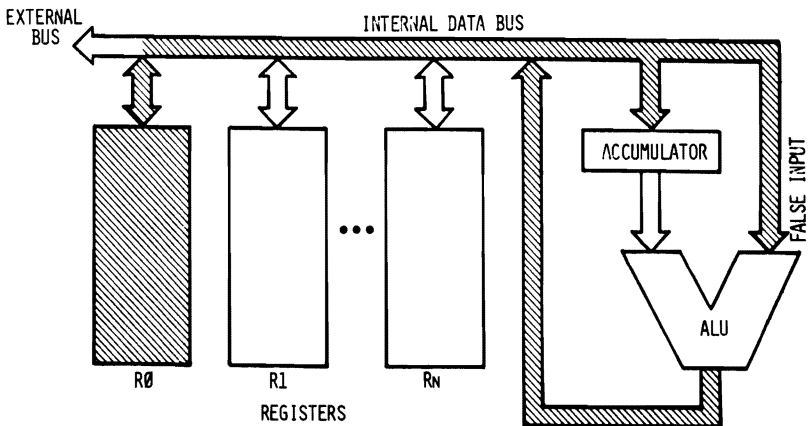 EXTERNAL
BUS
INTERNAL DATA BUS
ACCUMULATOR
FALSE INPUT
ALU
•••
RØ
R1
RN
REGISTERS